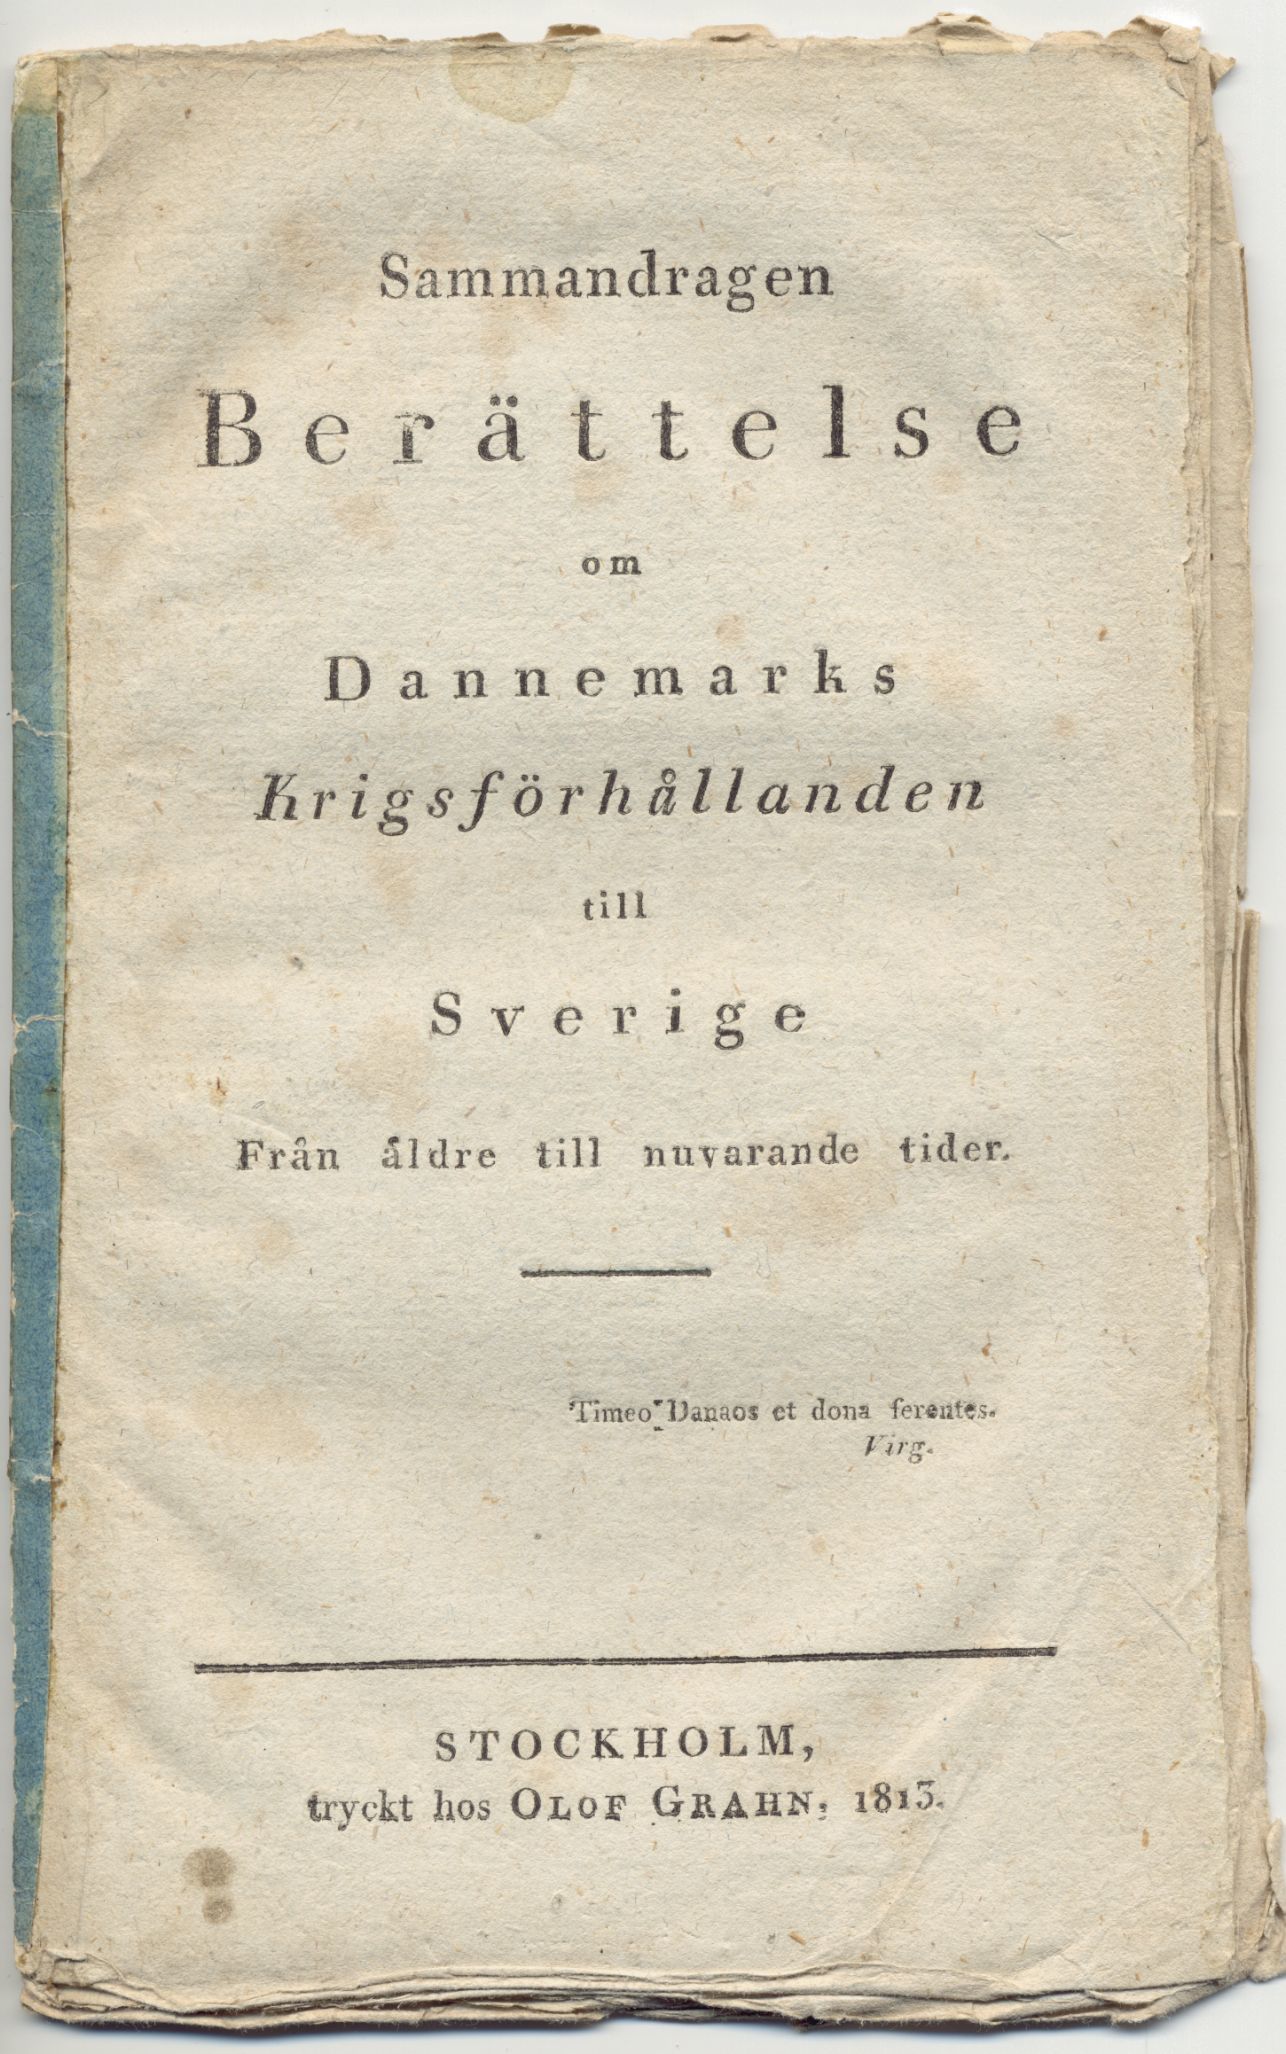 Sammandragen
Berättelse
om
Dannemarks
Krigsförhållanden
till
Sverige
Från äldre till nuvarande tider.
Timeo Danaos et dona ferentes.
Virg.
STOCKHOLM,
tryckt hos OLOF GRAHN, 1813.